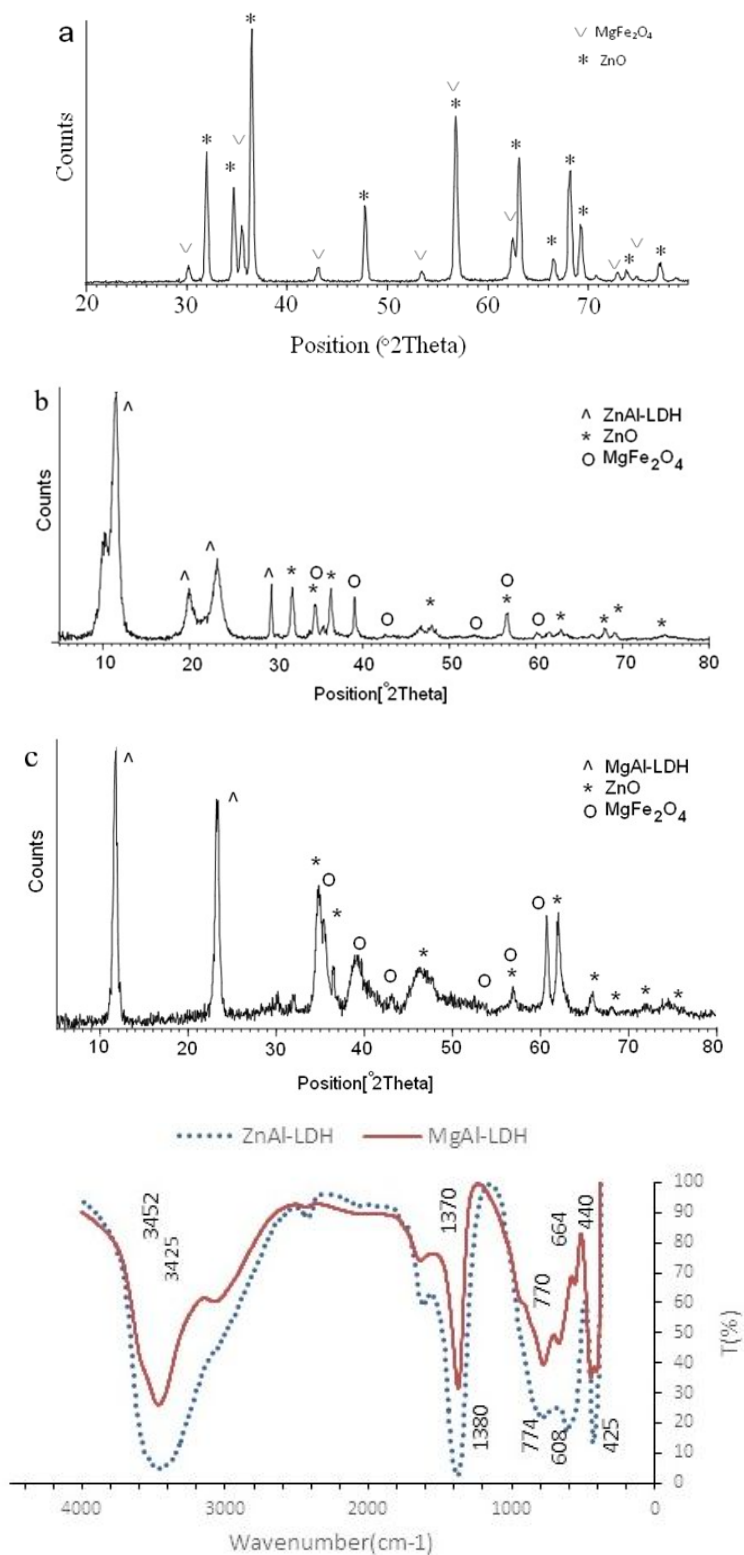 a
∨ MgFe₂O₄
* ZnO
Counts
20 30 40 50 60 70
Position (°2Theta)
b
^ ZnAl-LDH
* ZnO
O MgFe₂O₄
Counts
10 20 30 40 50 60 70 80
Position[°2Theta]
c
^ MgAl-LDH
* ZnO
O MgFe₂O₄
Counts
10 20 30 40 50 60 70 80
Position[°2Theta]
ZnAl-LDH MgAl-LDH
3452
3425
1370
770
664
440
1380
774
608
425
100
90
80
70
60
50
40
30
20
10
0
T(%)
4000 3000 2000 1000 0
Wavenumber(cm-1)